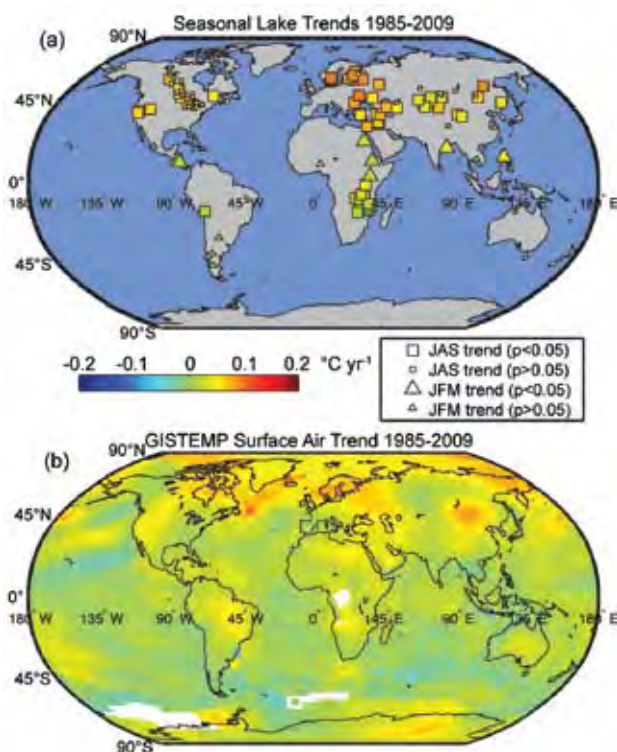 Seasonal Lake Trends 1985-2009
(a)
90°N
45°N
0°
180° W 135° W 90° W 45° W 0° 45° E 90° E 135° E 180° E
45°S
90°S
-0.2 -0.1 0 0.1 0.2 °C yr⁻¹
JAS trend (p<0.05)
JAS trend (p>0.05)
JFM trend (p<0.05)
JFM trend (p>0.05)
GISTEMP Surface Air Trend 1985-2009
(b)
90°N
45°N
0°
180° W 135° W 90° W 45° W 0° 45° E 90° E 135° E 180° E
45°S
90°S